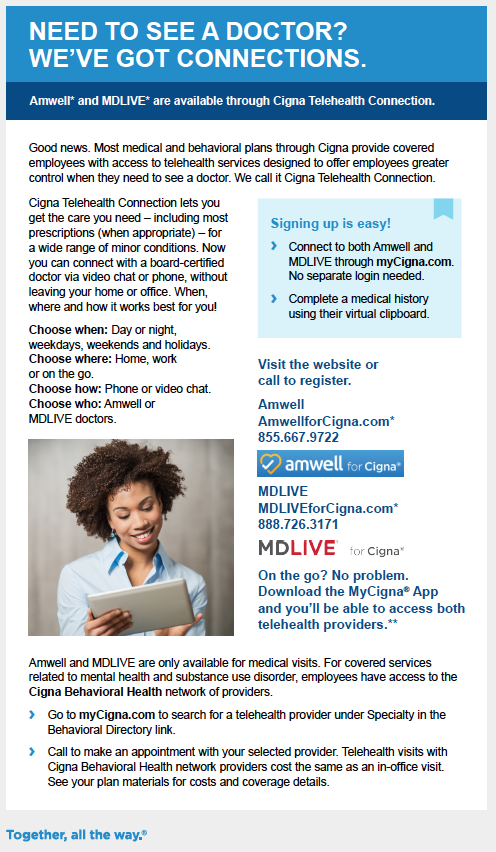 NEED TO SEE A DOCTOR?
WE'VE GOT CONNECTIONS.
Amwell* and MDLIVE* are available through Cigna Telehealth Connection.
Good news. Most medical and behavioral plans through Cigna provide covered
employees with access to telehealth services designed to offer employees greater
control when they need to see a doctor. We call it Cigna Telehealth Connection.
Cigna Telehealth Connection lets you
get the care you need – including most
prescriptions (when appropriate) – for
a wide range of minor conditions. Now
you can connect with a board-certified
doctor via video chat or phone, without
leaving your home or office. When,
where and how it works best for you!
Choose when: Day or night,
weekdays, weekends and holidays.
Choose where: Home, work
or on the go.
Choose how: Phone or video chat.
Choose who: Amwell or
MDLIVE doctors.
Signing up is easy!
› Connect to both Amwell and
MDLIVE through myCigna.com.
No separate login needed.
› Complete a medical history
using their virtual clipboard.
Visit the website or
call to register.
Amwell
AmwellforCigna.com*
855.667.9722
amwell for Cigna*
MDLIVE
MDLIVEforCigna.com*
888.726.3171
MDLIVE® for Cigna*
On the go? No problem.
Download the MyCigna® App
and you'll be able to access both
telehealth providers.**
Amwell and MDLIVE are only available for medical visits. For covered services
related to mental health and substance use disorder, employees have access to the
Cigna Behavioral Health network of providers.
› Go to myCigna.com to search for a telehealth provider under Specialty in the
Behavioral Directory link.
› Call to make an appointment with your selected provider. Telehealth visits with
Cigna Behavioral Health network providers cost the same as an in-office visit.
See your plan materials for costs and coverage details.
Together, all the way.®